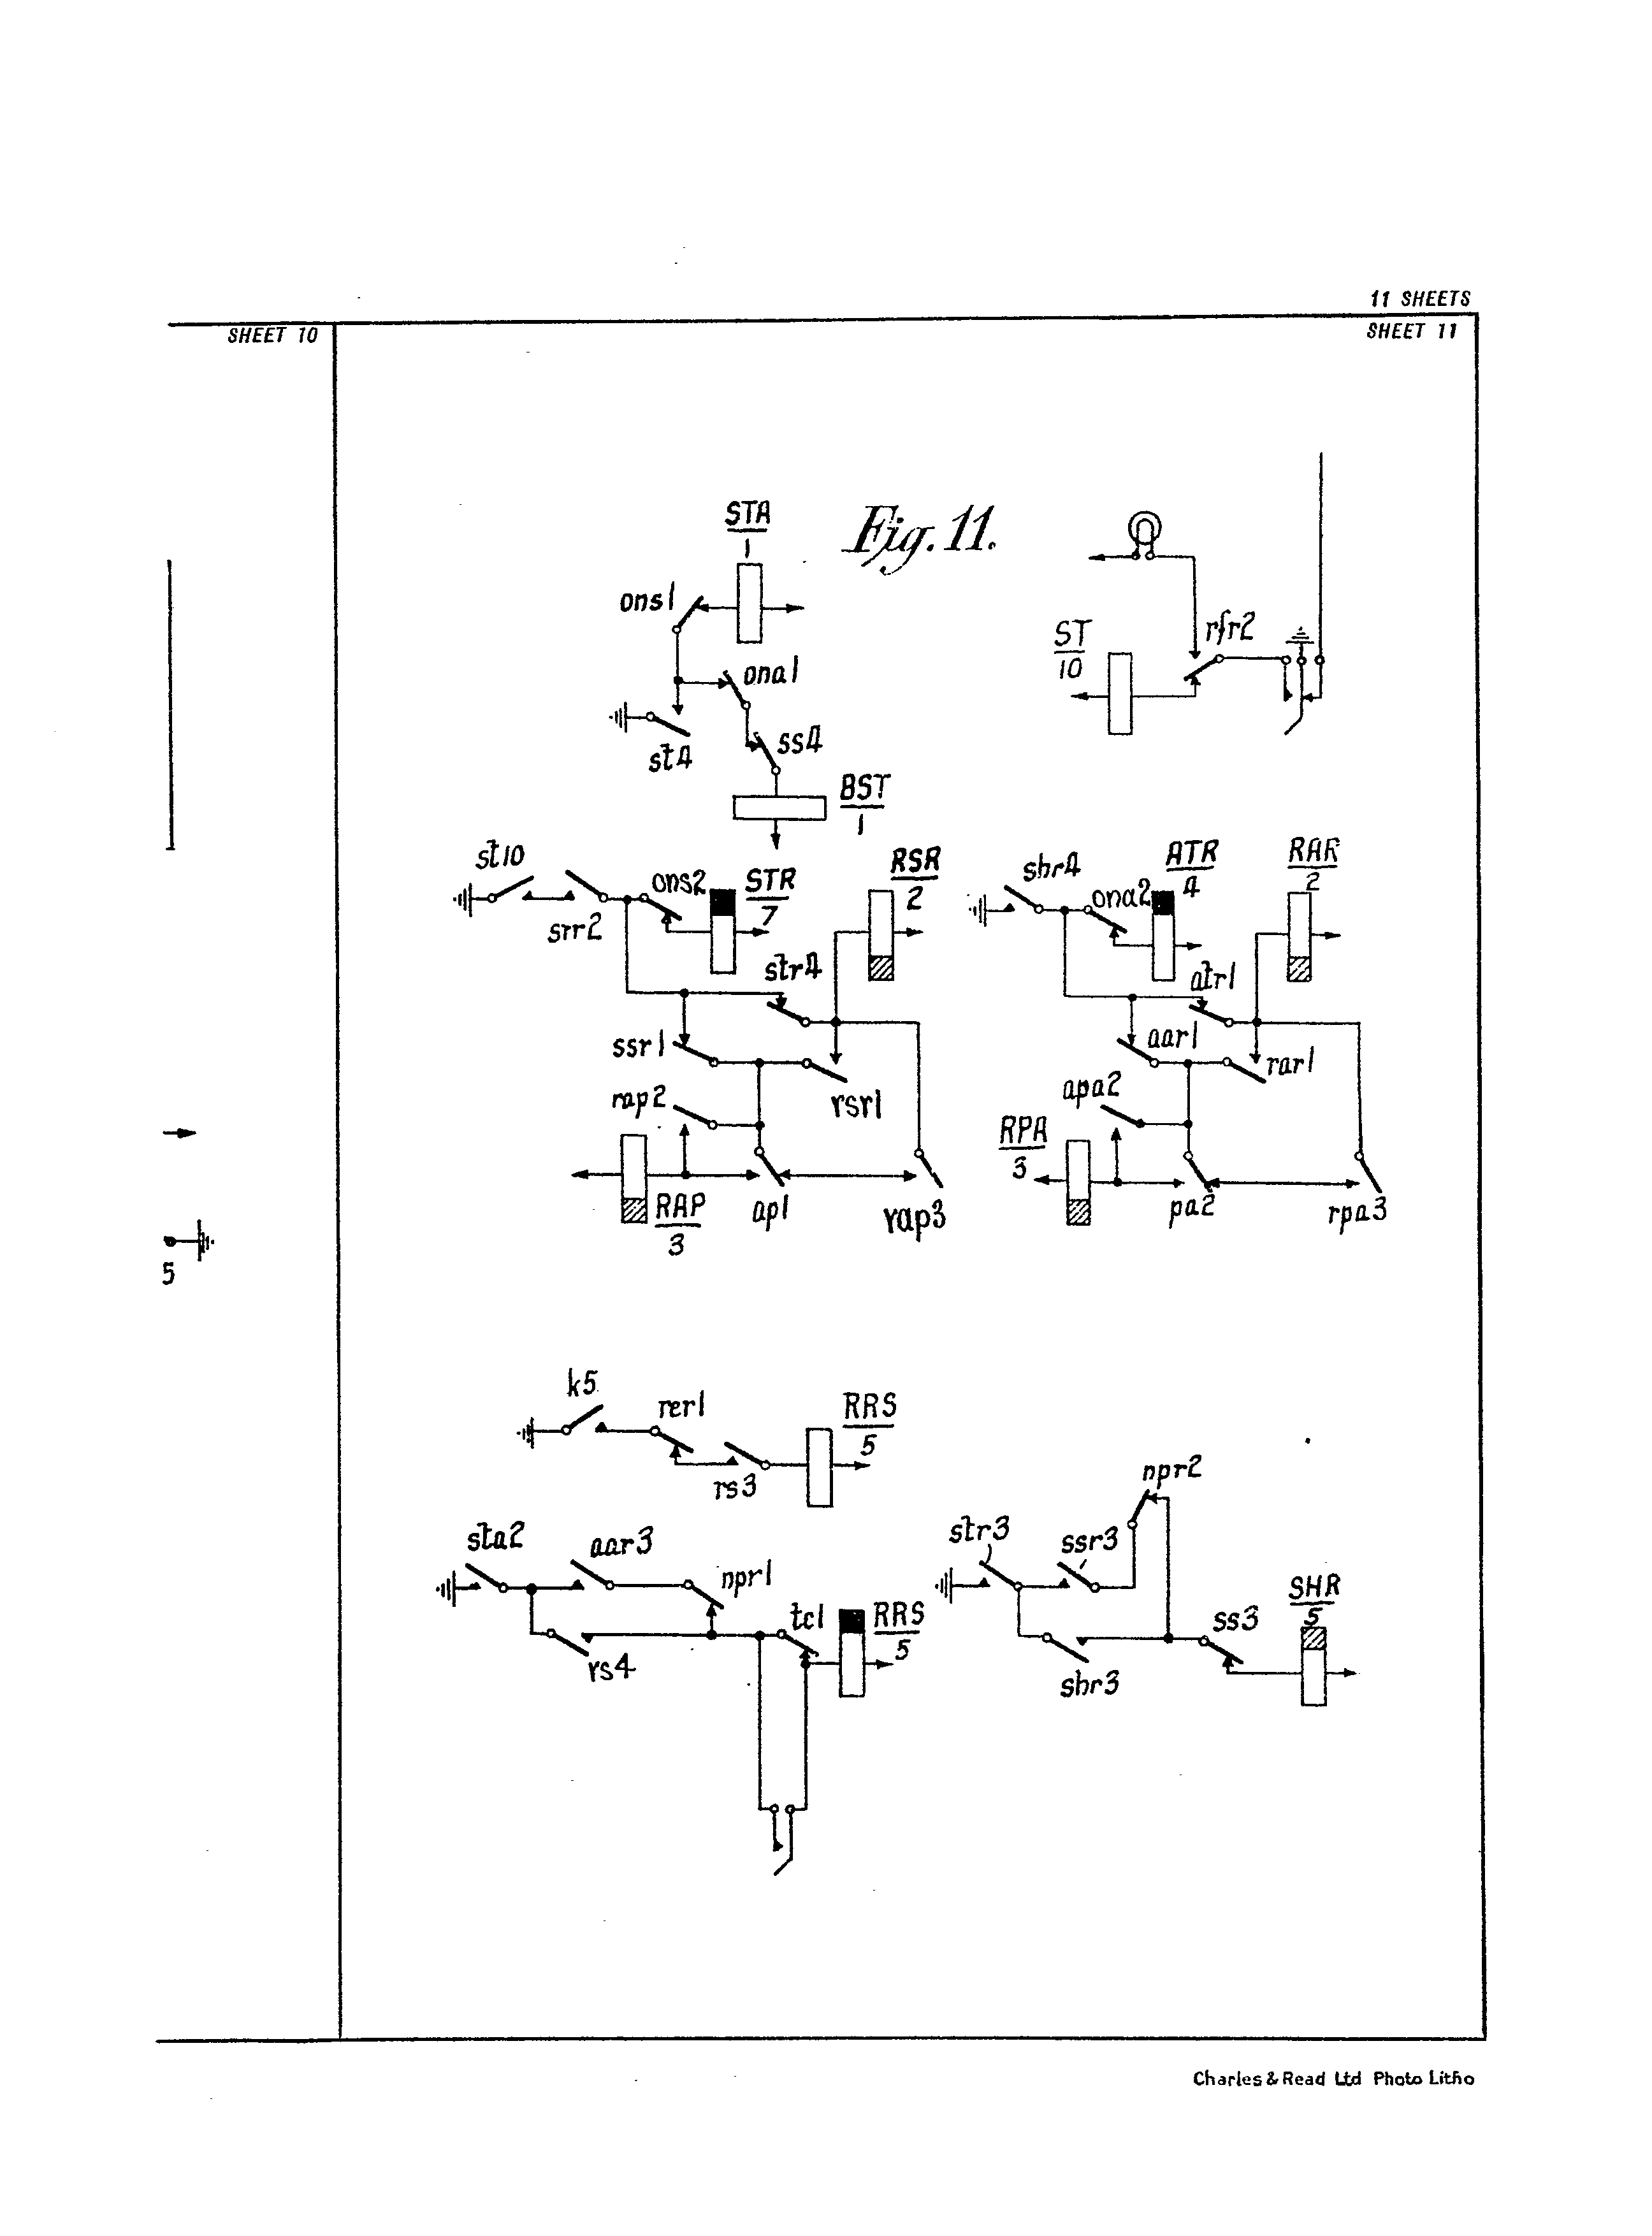 11 SHEETS
SHEET 10
SHEET 11
Fig. 11.
STA
1
ons1
ona1
st4
ss4
BST
1
ST
10
rfr2
st10
srr2
ons2
STR
7
RSR
2
str4
ssr1
rap2
rsr1
RAP
3
ap1
rap3
shr4
ona2
ATR
4
RAR
2
atr1
aar1
rar1
apa2
RPA
3
pa2
rpa3
5
k5
rer1
rs3
RRS
5
sta2
aar3
npr1
tc1
RRS
5
rs4
npr2
str3
ssr3
shr3
ss3
SHR
5
Charles & Read Ltd Photo Litho